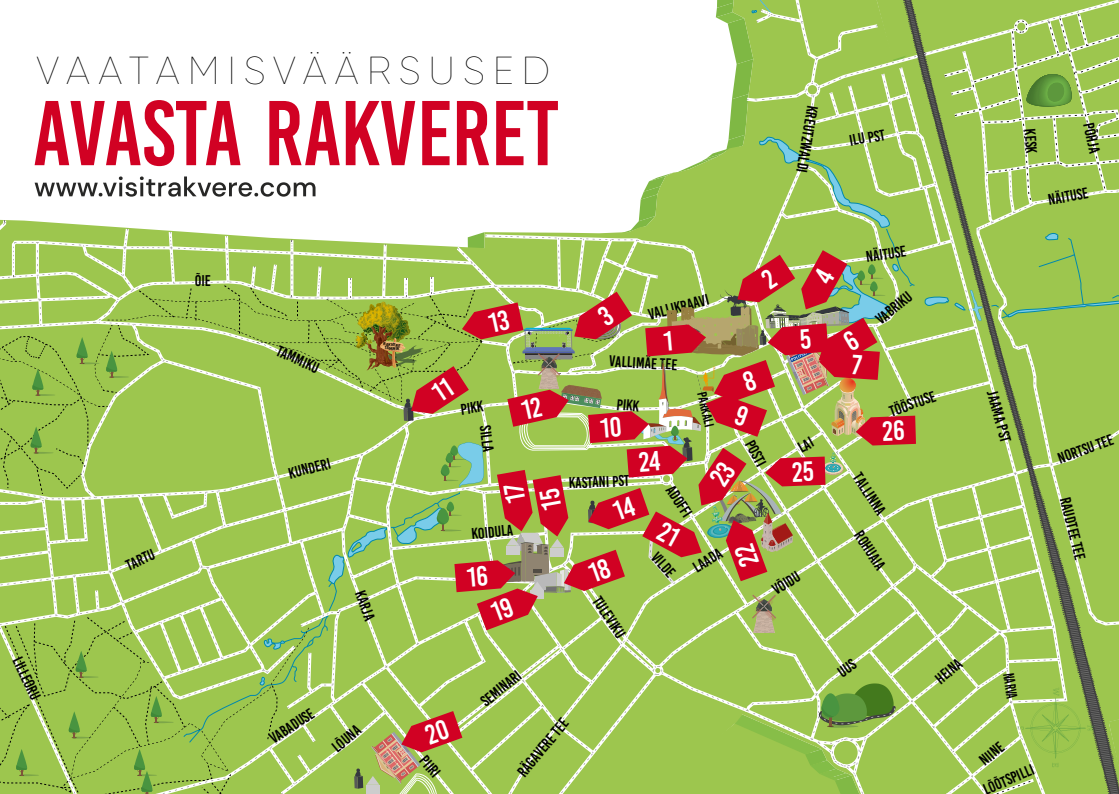 VAATAMISVÄÄRSUSED
AVASTA RAKVERET
www.visitrakvere.com
KREUTZWALDI
ILU PST
KESK
PÕHJA
NÄITUSE
NÄITUSE
ÕIE
VALLIKRAAVI
VABRIKU
2
4
13
3
1
5
6
7
TAMMIKU
VALLIMÄE TEE
11
8
PIKK
12
PIKK
PARKALI
9
TÖÖSTUSE
JAAMA PST
10
26
SILLA
POSTI
LAI
NORTSU TEE
24
KUNDERI
23
25
KASTANI PST
TALLINNA
17
15
14
ADOFFI
RAUDTEE TEE
KOIDULA
21
ROHUAIA
TARTU
16
18
VILDE
LAADA
22
VÕIDU
KARJA
19
TULEVIKU
LILLEORU
UUS
HEINA
NARVA
SEMINARI
VABADUSE
LÕUNA
20
PIIRI
RÄGAVERE TEE
NIINE
LÕÕTSPILLI